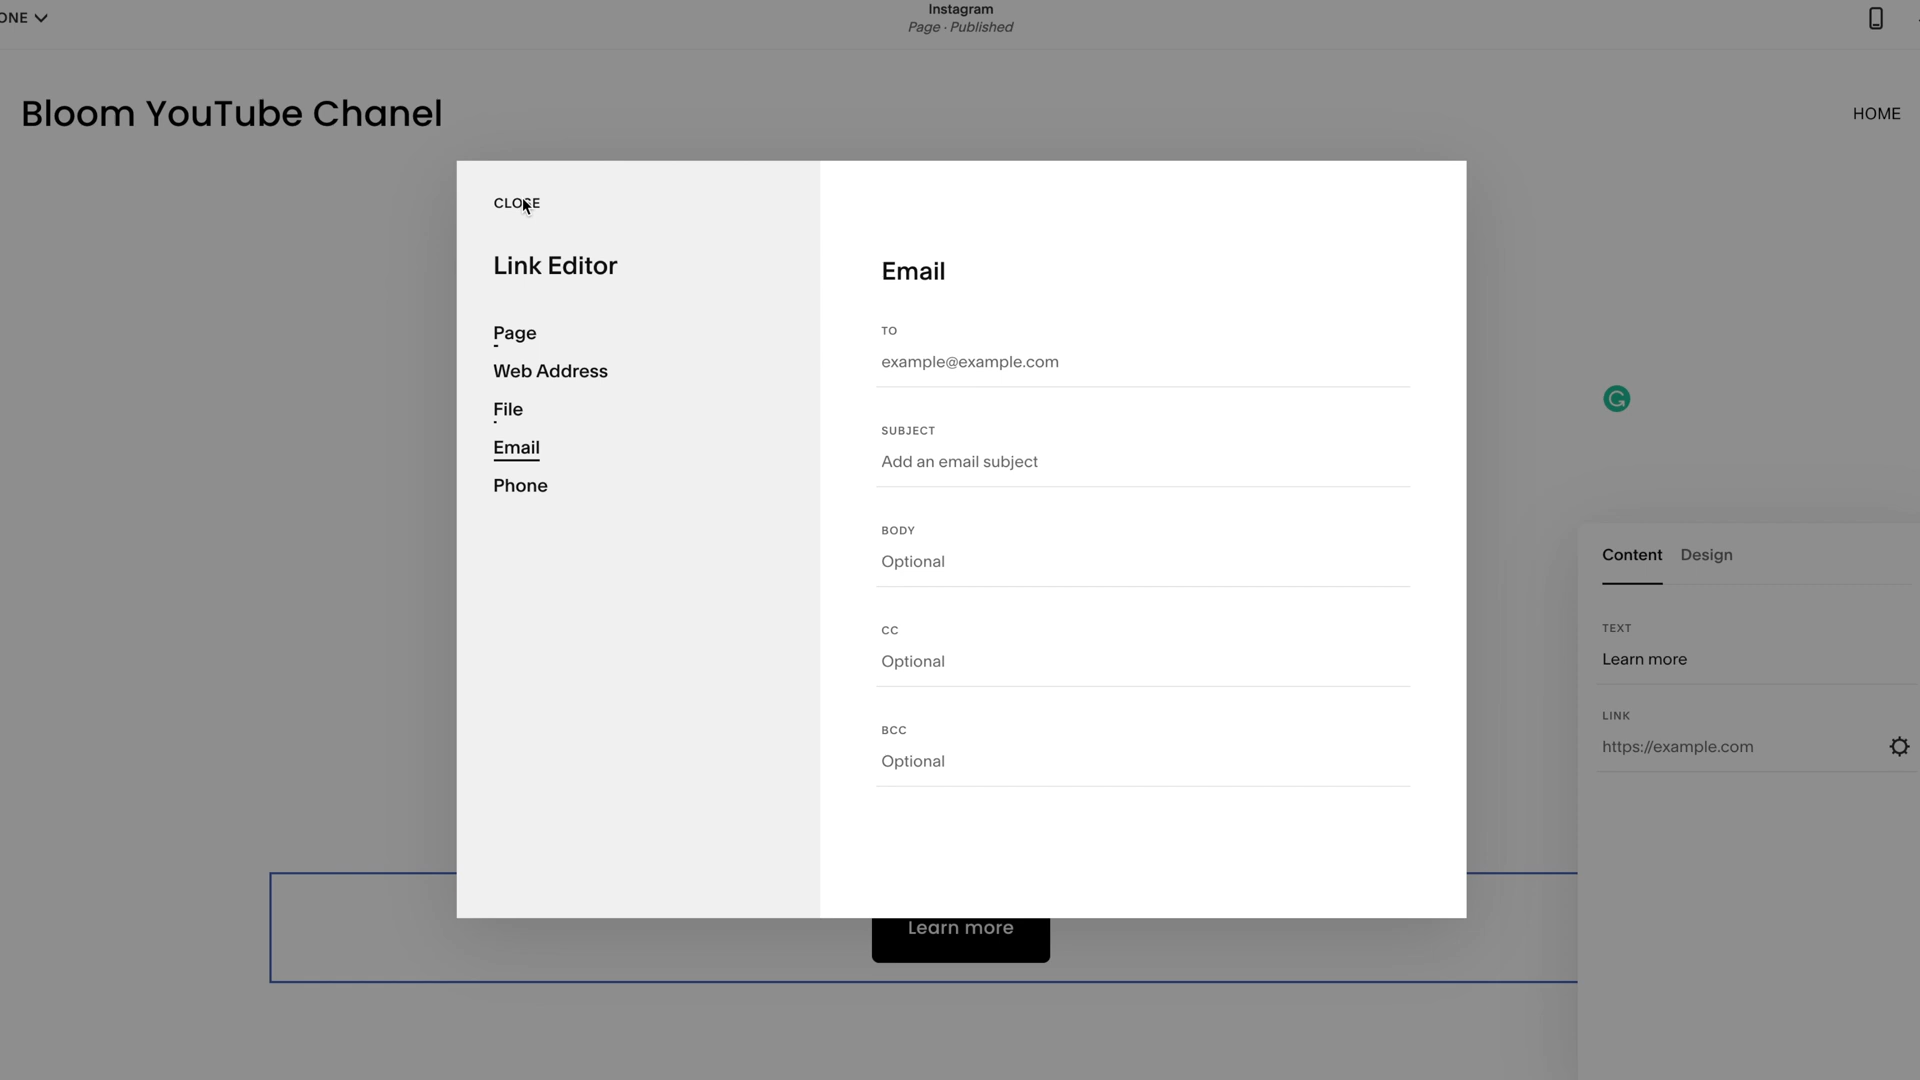 ONE
Instagram
Page · Published
Bloom YouTube Chanel
HOME
CLOSE
Link Editor
Page
Web Address
File
Email
Phone
Email
TO
example@example.com
SUBJECT
Add an email subject
BODY
Optional
CC
Optional
BCC
Optional
Content
Design
TEXT
Learn more
LINK
https://example.com
Learn more